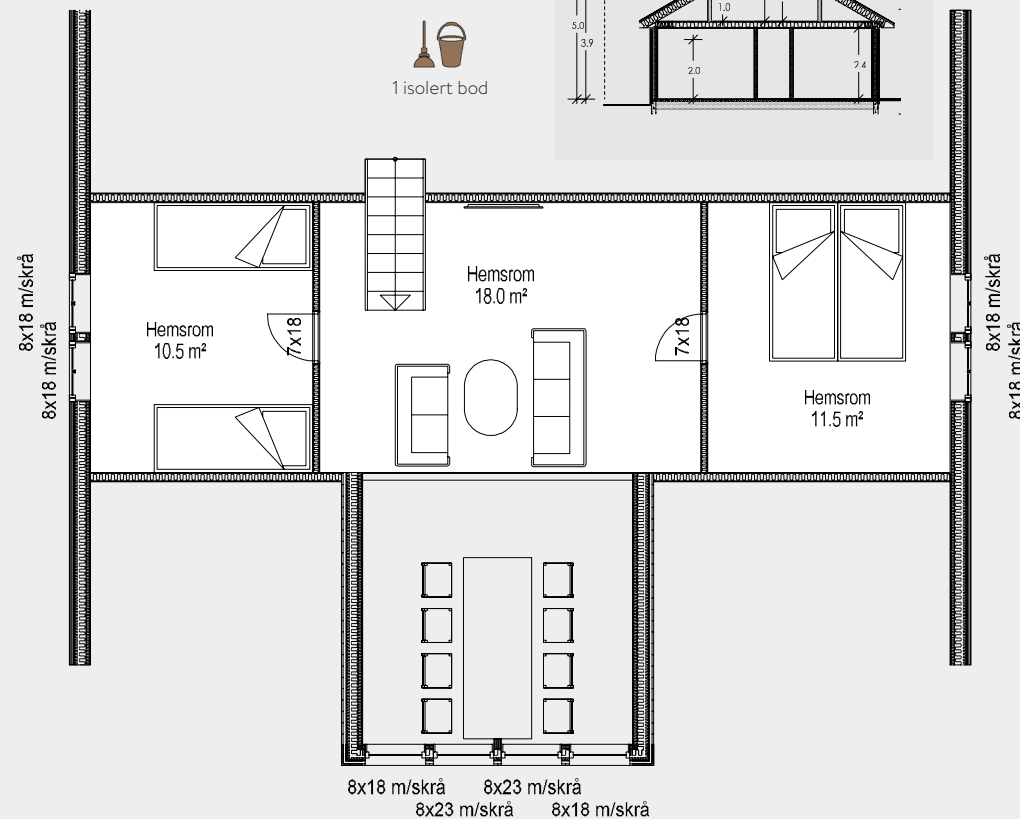 1.0
5.0
3.9
2.0
2.4
1 isolert bod
8x18 m/skrå
8x18 m/skrå
Hemsrom
18.0 m²
Hemsrom
10.5 m²
7x18
7x18
Hemsrom
11.5 m²
8x18 m/skrå
8x18 m/skrå
8x18 m/skrå
8x23 m/skrå
8x23 m/skrå
8x18 m/skrå